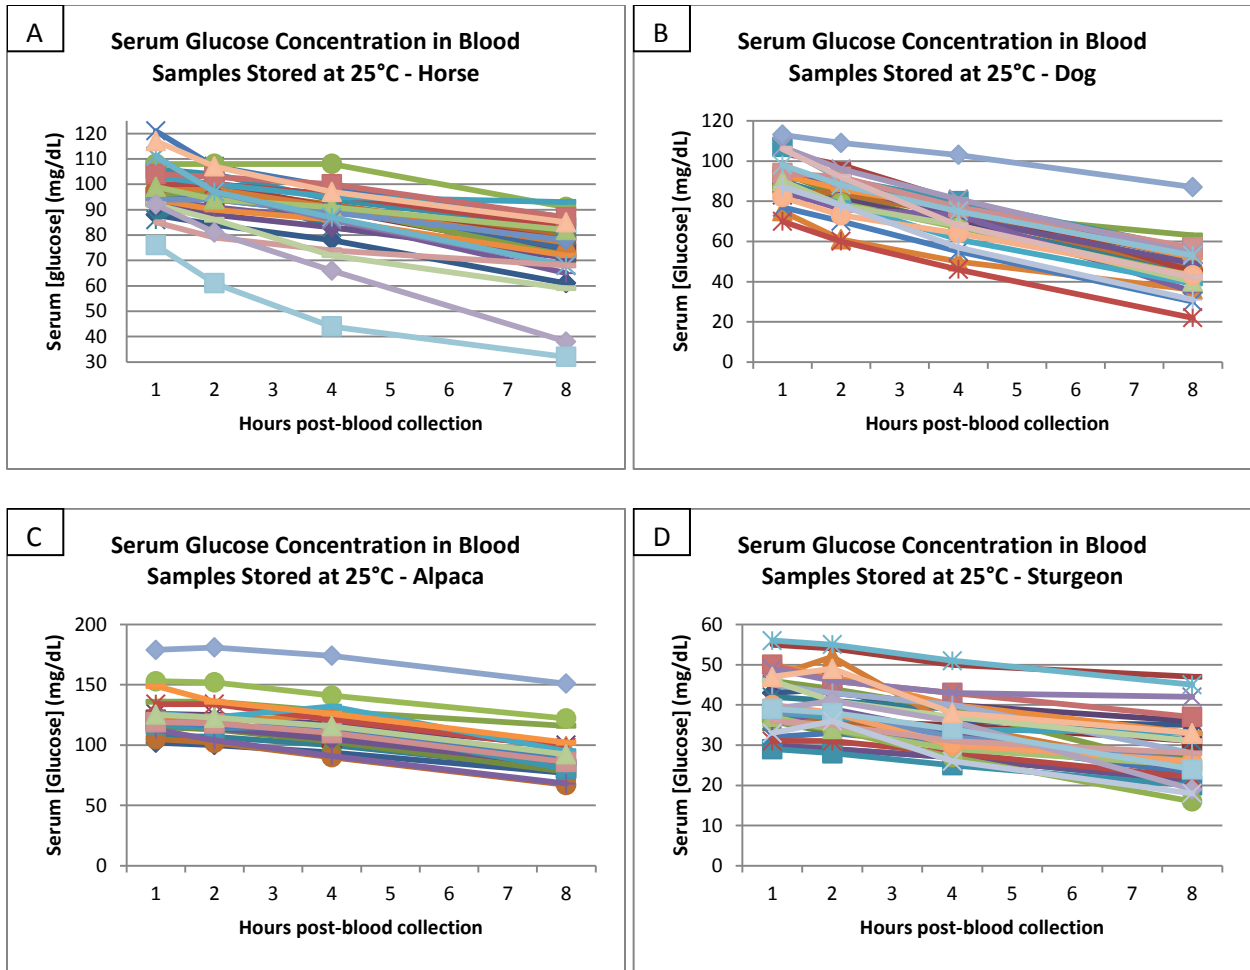 A
Serum Glucose Concentration in Blood
Samples Stored at 25°C - Horse
Serum [glucose] (mg/dL)
120
110
100
90
80
70
60
50
40
30
1 2 3 4 5 6 7 8
Hours post-blood collection
B
Serum Glucose Concentration in Blood
Samples Stored at 25°C - Dog
Serum [Glucose] (mg/dL)
120
100
80
60
40
20
0
1 2 3 4 5 6 7 8
Hours post-blood collection
C
Serum Glucose Concentration in Blood
Samples Stored at 25°C - Alpaca
Serum [Glucose] (mg/dL)
200
150
100
50
0
1 2 3 4 5 6 7 8
Hours post-blood collection
D
Serum Glucose Concentration in Blood
Samples Stored at 25°C - Sturgeon
Serum [Glucose] (mg/dL)
60
50
40
30
20
10
0
1 2 3 4 5 6 7 8
Hours post-blood collection